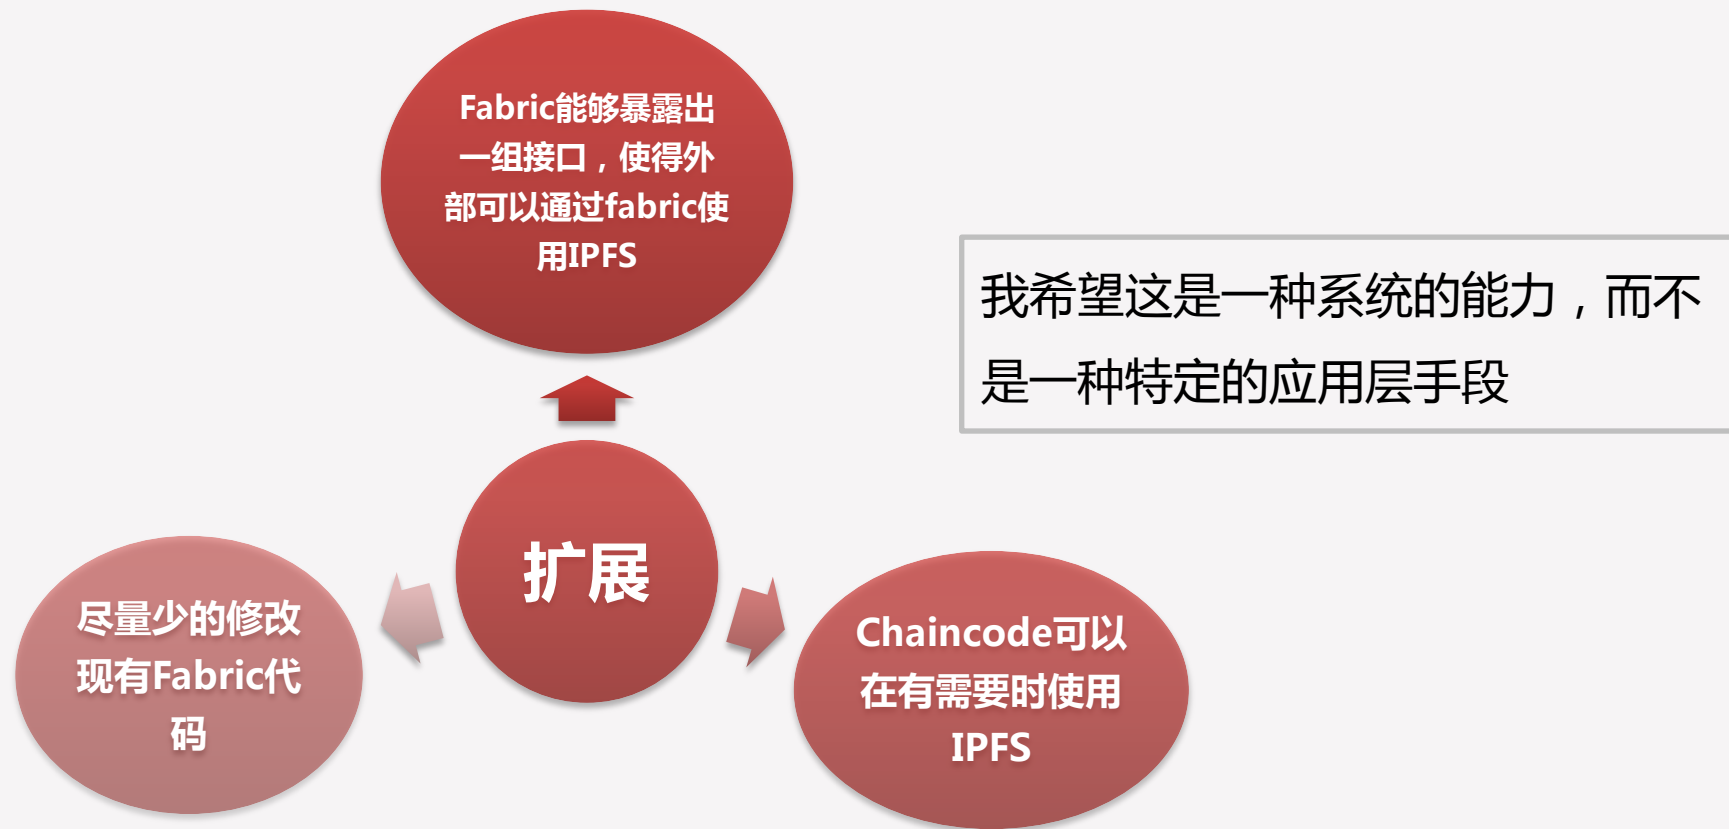 Fabric能够暴露出
一组接口，使得外
部可以通过fabric使
用IPFS
我希望这是一种系统的能力，而不
是一种特定的应用层手段
扩展
尽量少的修改
现有Fabric代
码
Chaincode可以
在有需要时使用
IPFS